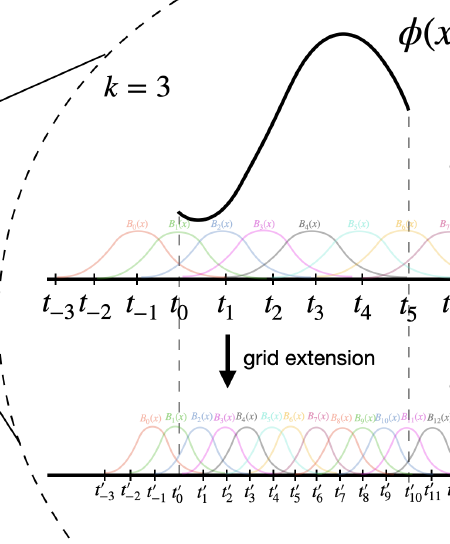 ϕ(x
k = 3
B₀(x) B₁(x) B₂(x) B₃(x) B₄(x) B₅(x) B₆(x) B₇
t₋₃ t₋₂ t₋₁ t₀ t₁ t₂ t₃ t₄ t₅ t
grid extension
B₀(x) B₁(x) B₂(x) B₃(x) B₄(x) B₅(x) B₆(x) B₇(x) B₈(x) B₉(x) B₁₀(x) B₁₁(x) B₁₂(x)
t′₋₃ t′₋₂ t′₋₁ t′₀ t′₁ t′₂ t′₃ t′₄ t′₅ t′₆ t′₇ t′₈ t′₉ t′₁₀ t′₁₁